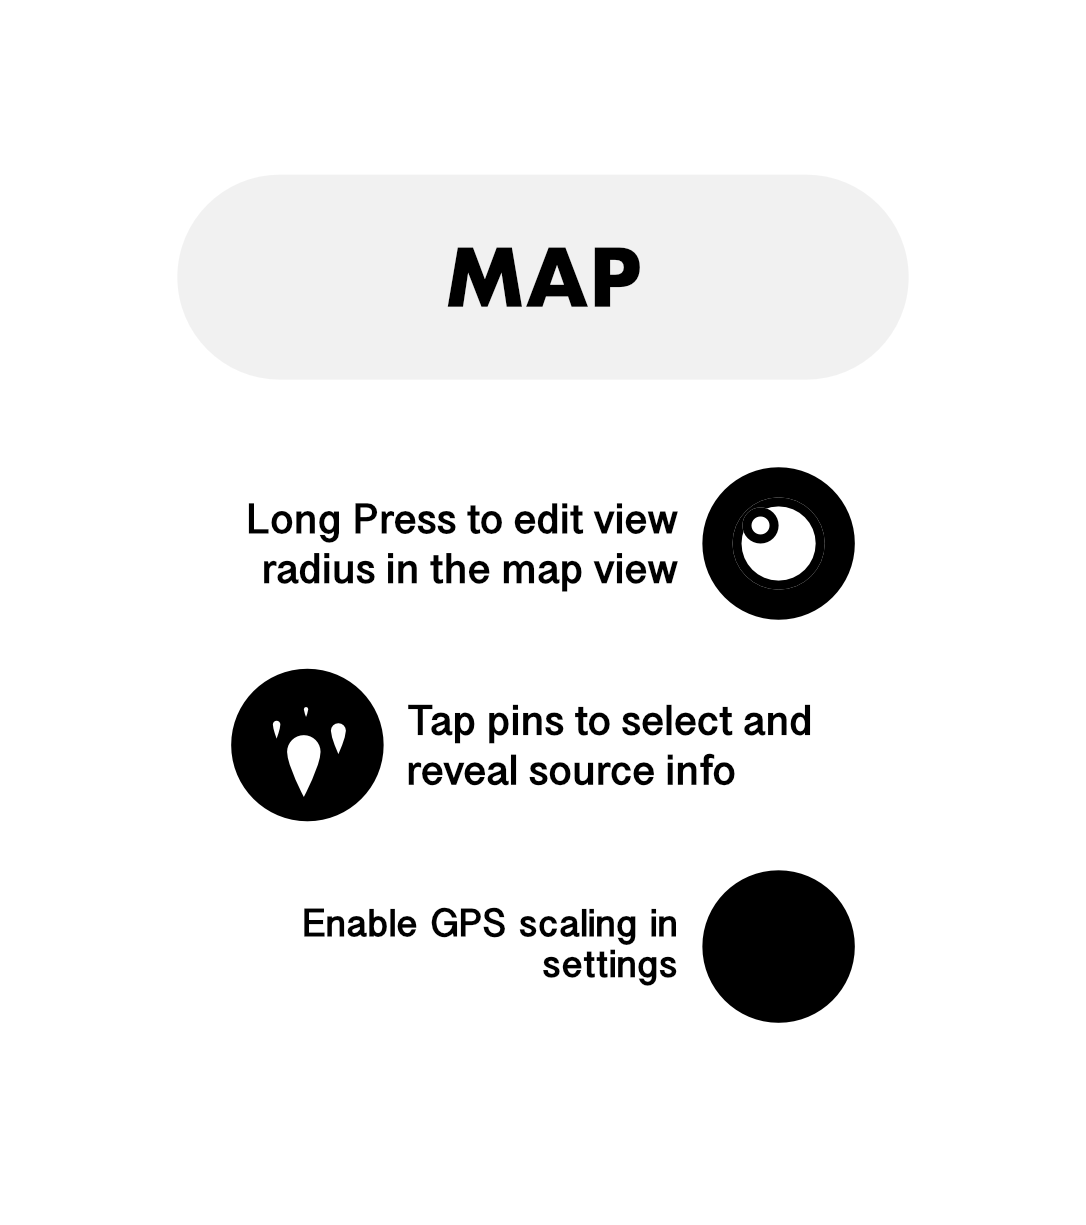 MAP
Long Press to edit view
radius in the map view
Tap pins to select and
reveal source info
Enable GPS scaling in
settings